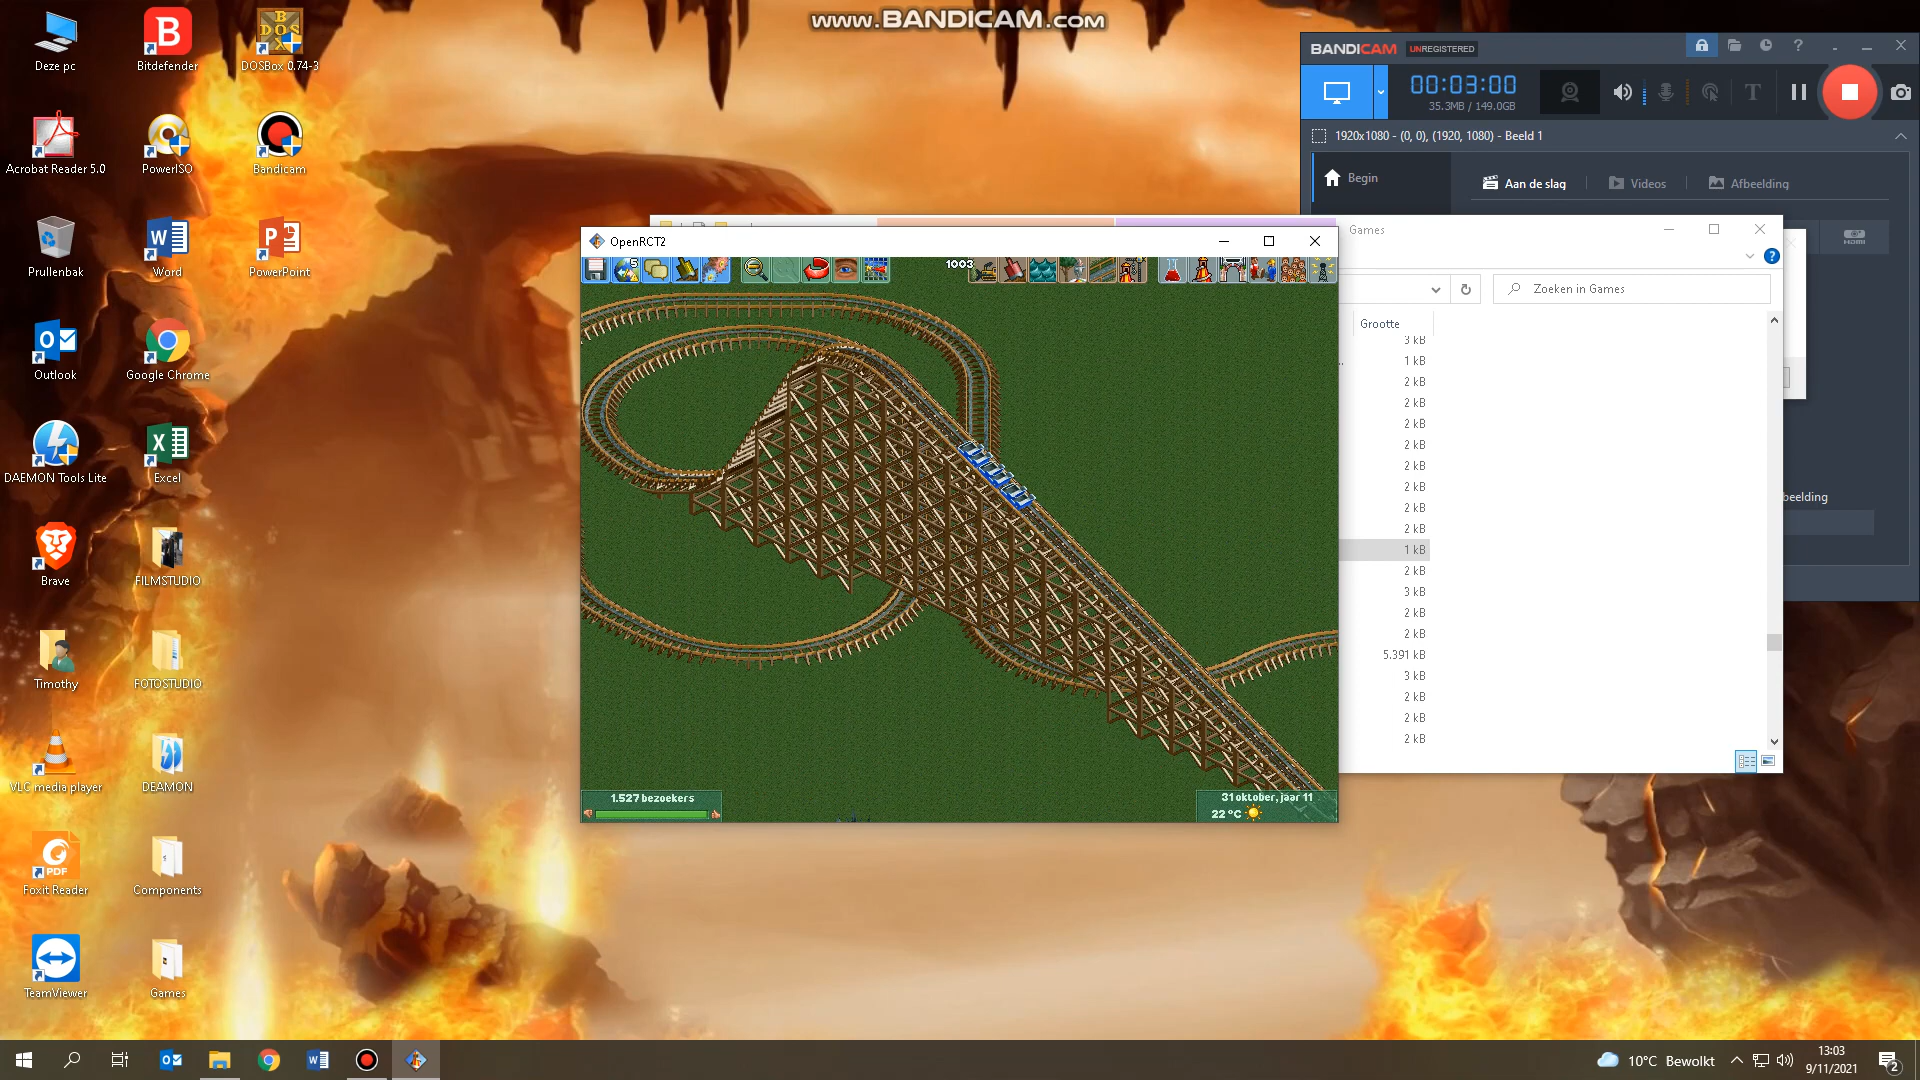 www.BANDICAM.com
Deze pc
Bitdefender
DOSBox 0.74-3
Acrobat Reader 5.0
PowerISO
Bandicam
Prullenbak
Word
PowerPoint
Outlook
Google Chrome
DAEMON Tools Lite
Excel
Brave
FILMSTUDIO
Timothy
FOTOSTUDIO
VLC media player
DEAMON
Foxit Reader
Components
TeamViewer
Games
BANDICAM UNREGISTERED
00:03:00
35.3MB / 149.0GB
1920x1080 - (0, 0), (1920, 1080) - Beeld 1
Begin
Aan de slag
Videos
Afbeelding
HDMI
beelding
Games
Zoeken in Games
Grootte
3 kB
1 kB
2 kB
2 kB
2 kB
2 kB
2 kB
2 kB
2 kB
2 kB
1 kB
2 kB
3 kB
2 kB
2 kB
5.391 kB
3 kB
2 kB
2 kB
2 kB
OpenRCT2
5
1003
1.527 bezoekers
31 oktober, jaar 11
22 °C
10°C Bewolkt
13:03
9/11/2021
2